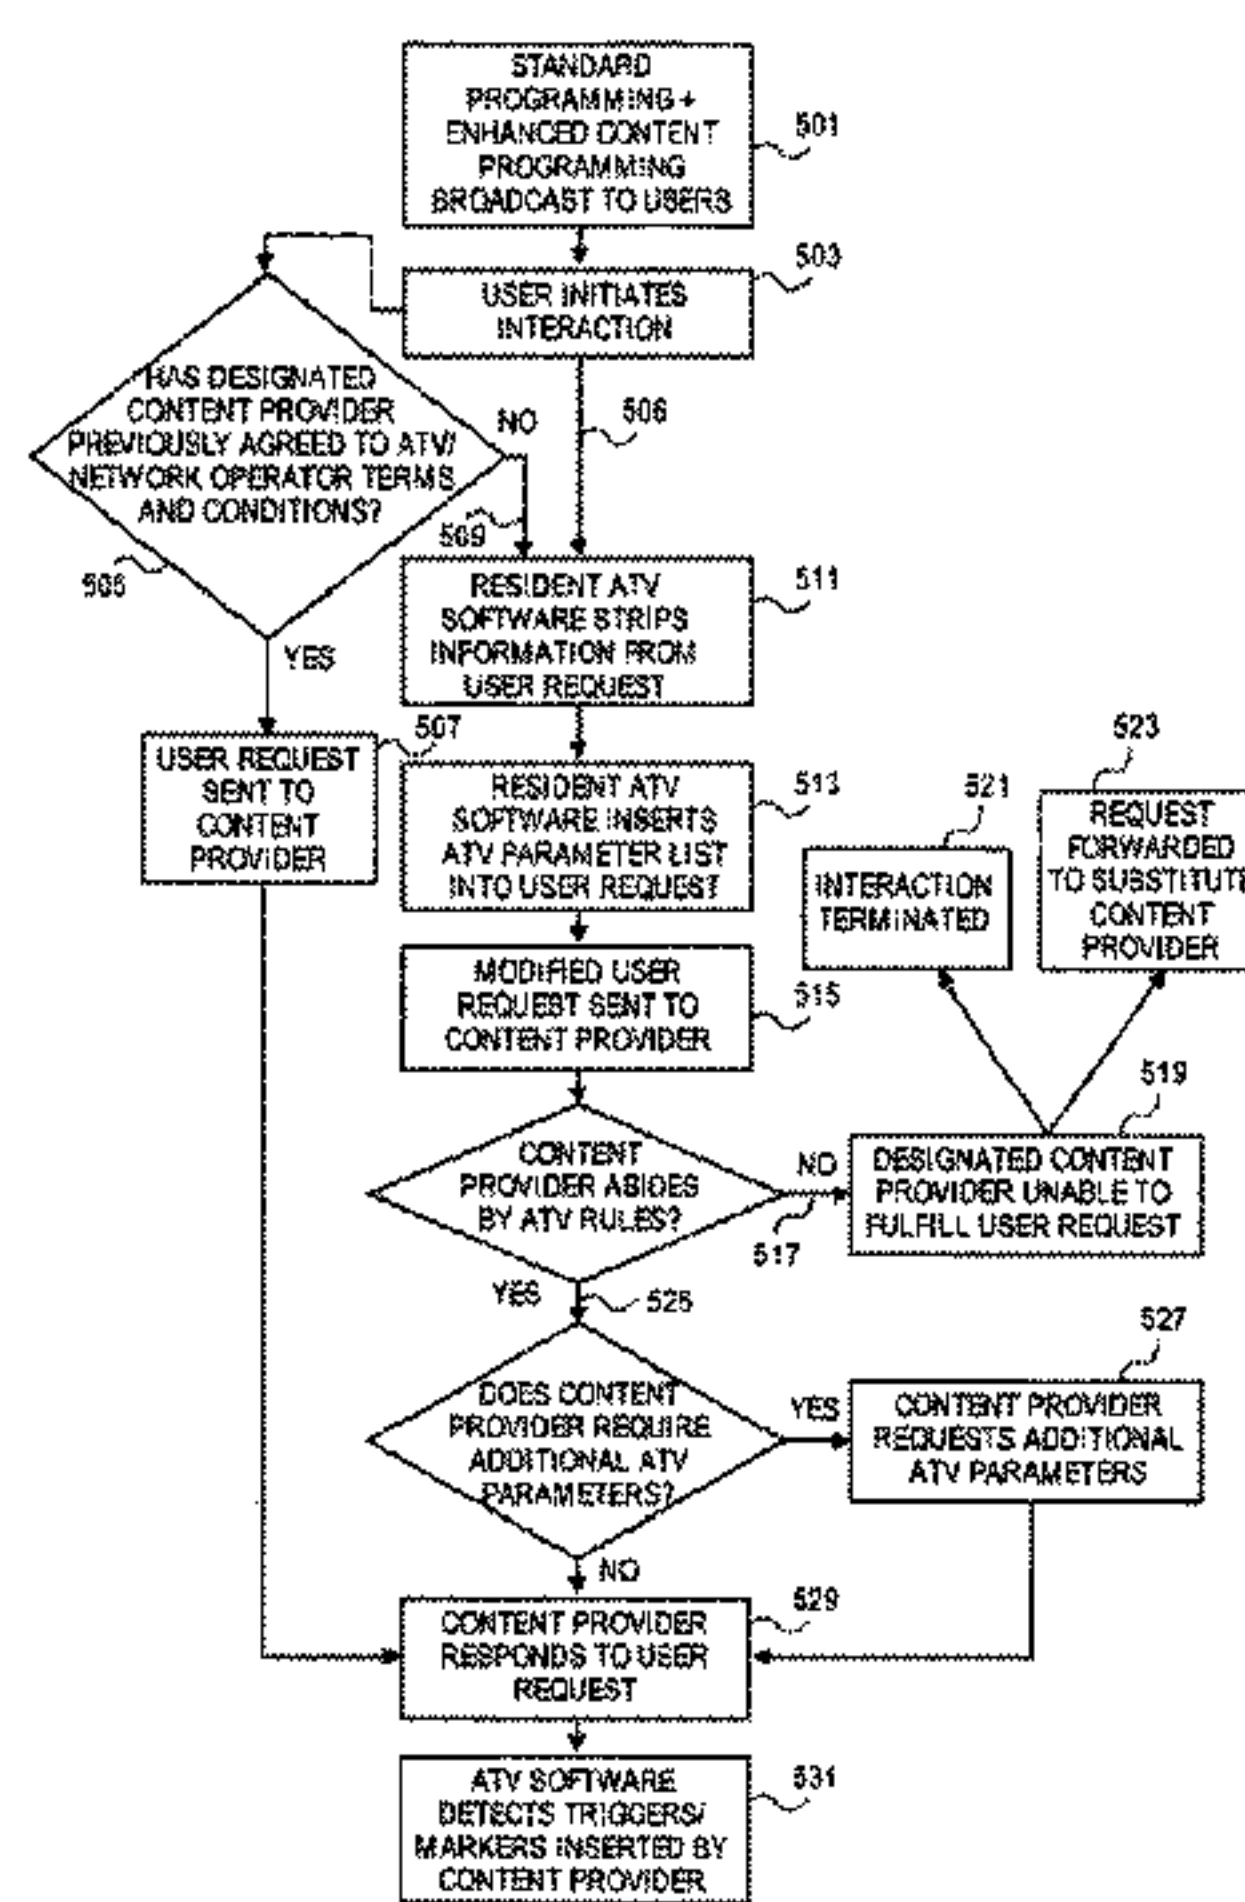 STANDARD
PROGRAMMING +
ENHANCED CONTENT
PROGRAMMING
BROADCAST TO USERS
501
USER INITIATES
INTERACTION
503
HAS DESIGNATED
CONTENT PROVIDER
PREVIOUSLY AGREED TO ATV/
NETWORK OPERATOR TERMS
AND CONDITIONS?
NO
506
509
505
YES
RESIDENT ATV
SOFTWARE STRIPS
INFORMATION FROM
USER REQUEST
511
USER REQUEST
SENT TO
CONTENT
PROVIDER
507
RESIDENT ATV
SOFTWARE INSERTS
ATV PARAMETER LIST
INTO USER REQUEST
513
INTERACTION
TERMINATED
521
REQUEST
FORWARDED
TO SUBSTITUTE
CONTENT
PROVIDER
523
MODIFIED USER
REQUEST SENT TO
CONTENT PROVIDER
515
CONTENT
PROVIDER ABIDES
BY ATV RULES?
NO
517
DESIGNATED CONTENT
PROVIDER UNABLE TO
FULFILL USER REQUEST
519
YES
525
DOES CONTENT
PROVIDER REQUIRE
ADDITIONAL ATV
PARAMETERS?
YES
CONTENT PROVIDER
REQUESTS ADDITIONAL
ATV PARAMETERS
527
NO
CONTENT PROVIDER
RESPONDS TO USER
REQUEST
529
ATV SOFTWARE
DETECTS TRIGGERS/
MARKERS INSERTED BY
CONTENT PROVIDER
531